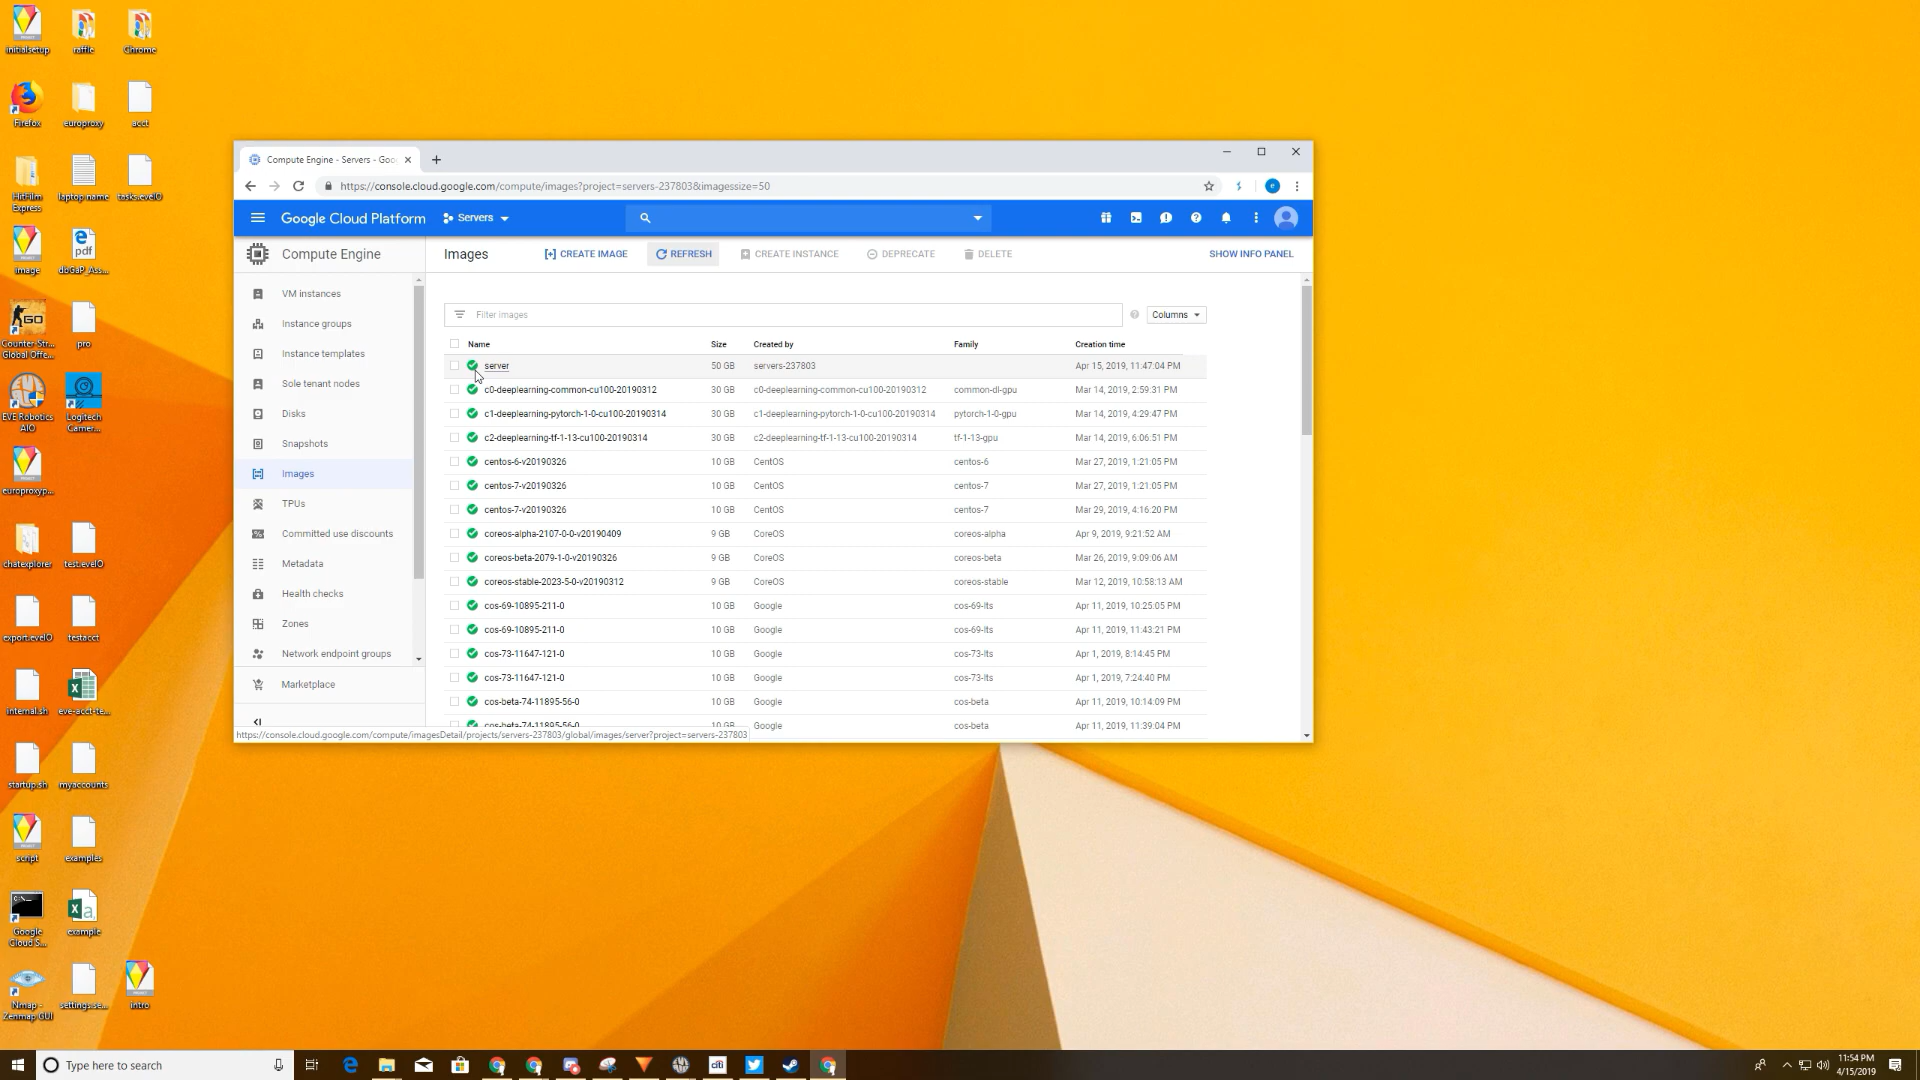 initialsetup
raffle
Chrome
Firefox
europroxy
acct
HitFilm
Express
laptop name
tasks.eveIO
image
dbGaP_Ass...
Counter-Str...
Global Offe...
pro
EVE Robotics
AIO
Logitech
Camer...
europroxyp...
chatexplorer
test.eveIO
export.eveIO
testacct
internal.sh
eve-acct-te...
startup.sh
myaccounts
script
examples
Google
Cloud S...
example
Nmap -
Zenmap GUI
settings.se...
intro
Compute Engine - Servers - Goo
https://console.cloud.google.com/compute/images?project=servers-237803&imagessize=50
Google Cloud Platform
Servers
Compute Engine
Images
CREATE IMAGE
REFRESH
CREATE INSTANCE
DEPRECATE
DELETE
SHOW INFO PANEL
VM instances
Instance groups
Instance templates
Sole tenant nodes
Disks
Snapshots
Images
TPUs
Committed use discounts
Metadata
Health checks
Zones
Network endpoint groups
Marketplace
Filter images
Columns
Name Size Created by Family Creation time
server 50 GB servers-237803 Apr 15, 2019, 11:47:04 PM
c0-deeplearning-common-cu100-20190312 30 GB c0-deeplearning-common-cu100-20190312 common-dl-gpu Mar 14, 2019, 2:59:31 PM
c1-deeplearning-pytorch-1-0-cu100-20190314 30 GB c1-deeplearning-pytorch-1-0-cu100-20190314 pytorch-1-0-gpu Mar 14, 2019, 4:29:47 PM
c2-deeplearning-tf-1-13-cu100-20190314 30 GB c2-deeplearning-tf-1-13-cu100-20190314 tf-1-13-gpu Mar 14, 2019, 6:06:51 PM
centos-6-v20190326 10 GB CentOS centos-6 Mar 27, 2019, 1:21:05 PM
centos-7-v20190326 10 GB CentOS centos-7 Mar 27, 2019, 1:21:05 PM
centos-7-v20190326 10 GB CentOS centos-7 Mar 29, 2019, 4:16:20 PM
coreos-alpha-2107-0-0-v20190409 9 GB CoreOS coreos-alpha Apr 9, 2019, 9:21:52 AM
coreos-beta-2079-1-0-v20190326 9 GB CoreOS coreos-beta Mar 26, 2019, 9:09:06 AM
coreos-stable-2023-5-0-v20190312 9 GB CoreOS coreos-stable Mar 12, 2019, 10:58:13 AM
cos-69-10895-211-0 10 GB Google cos-69-lts Apr 11, 2019, 10:25:05 PM
cos-69-10895-211-0 10 GB Google cos-69-lts Apr 11, 2019, 11:43:21 PM
cos-73-11647-121-0 10 GB Google cos-73-lts Apr 1, 2019, 8:14:45 PM
cos-73-11647-121-0 10 GB Google cos-73-lts Apr 1, 2019, 7:24:40 PM
cos-beta-74-11895-56-0 10 GB Google cos-beta Apr 11, 2019, 10:14:09 PM
cos-beta-74-11895-56-0 10 GB Google cos-beta Apr 11, 2019, 11:39:04 PM
https://console.cloud.google.com/compute/imagesDetail/projects/servers-237803/global/images/server?project=servers-237803
Type here to search
citi
11:54 PM
4/15/2019